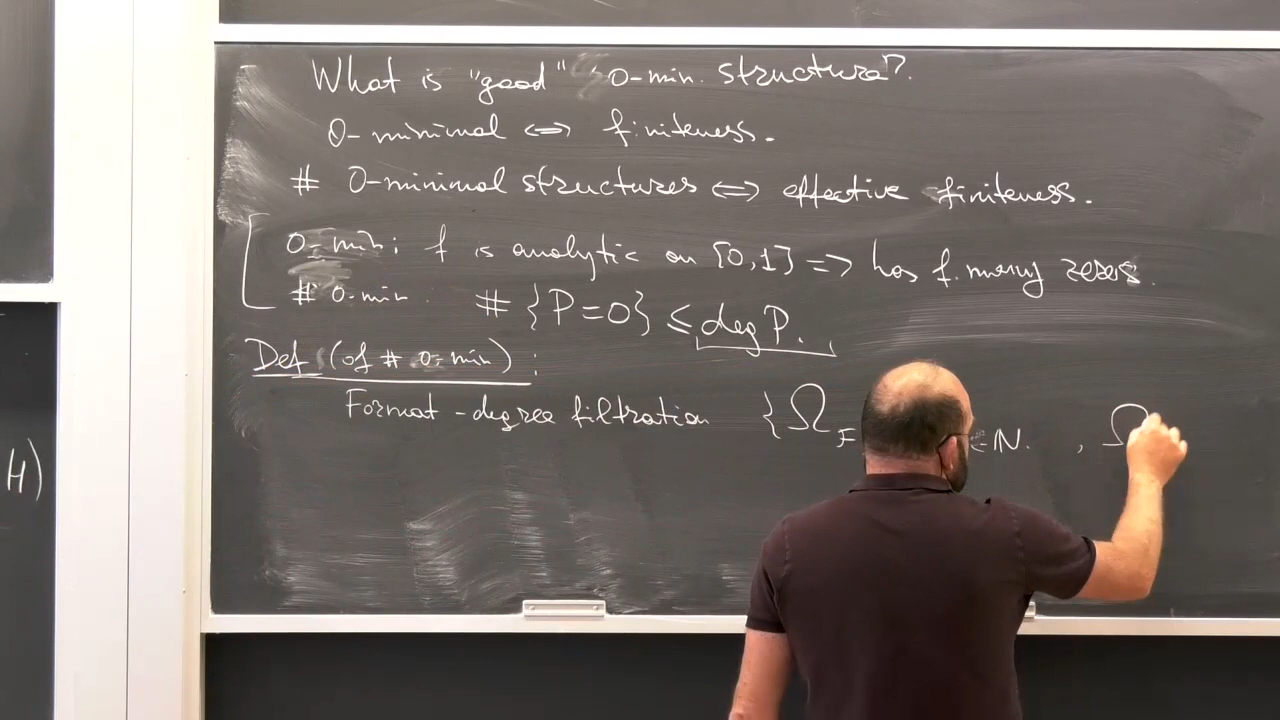 What is "good" o-min. structure?
O-minimal ⇔ finiteness.
# O-minimal structures ⇔ effective finiteness.
O-min: f is analytic on [0,1] => has f. many zeros.
# o-min. # {P=0} ≤ deg P.
Def (of # o-min):
Format-degree filtration {Ω_F ∈ ℕ. , Ω
H)